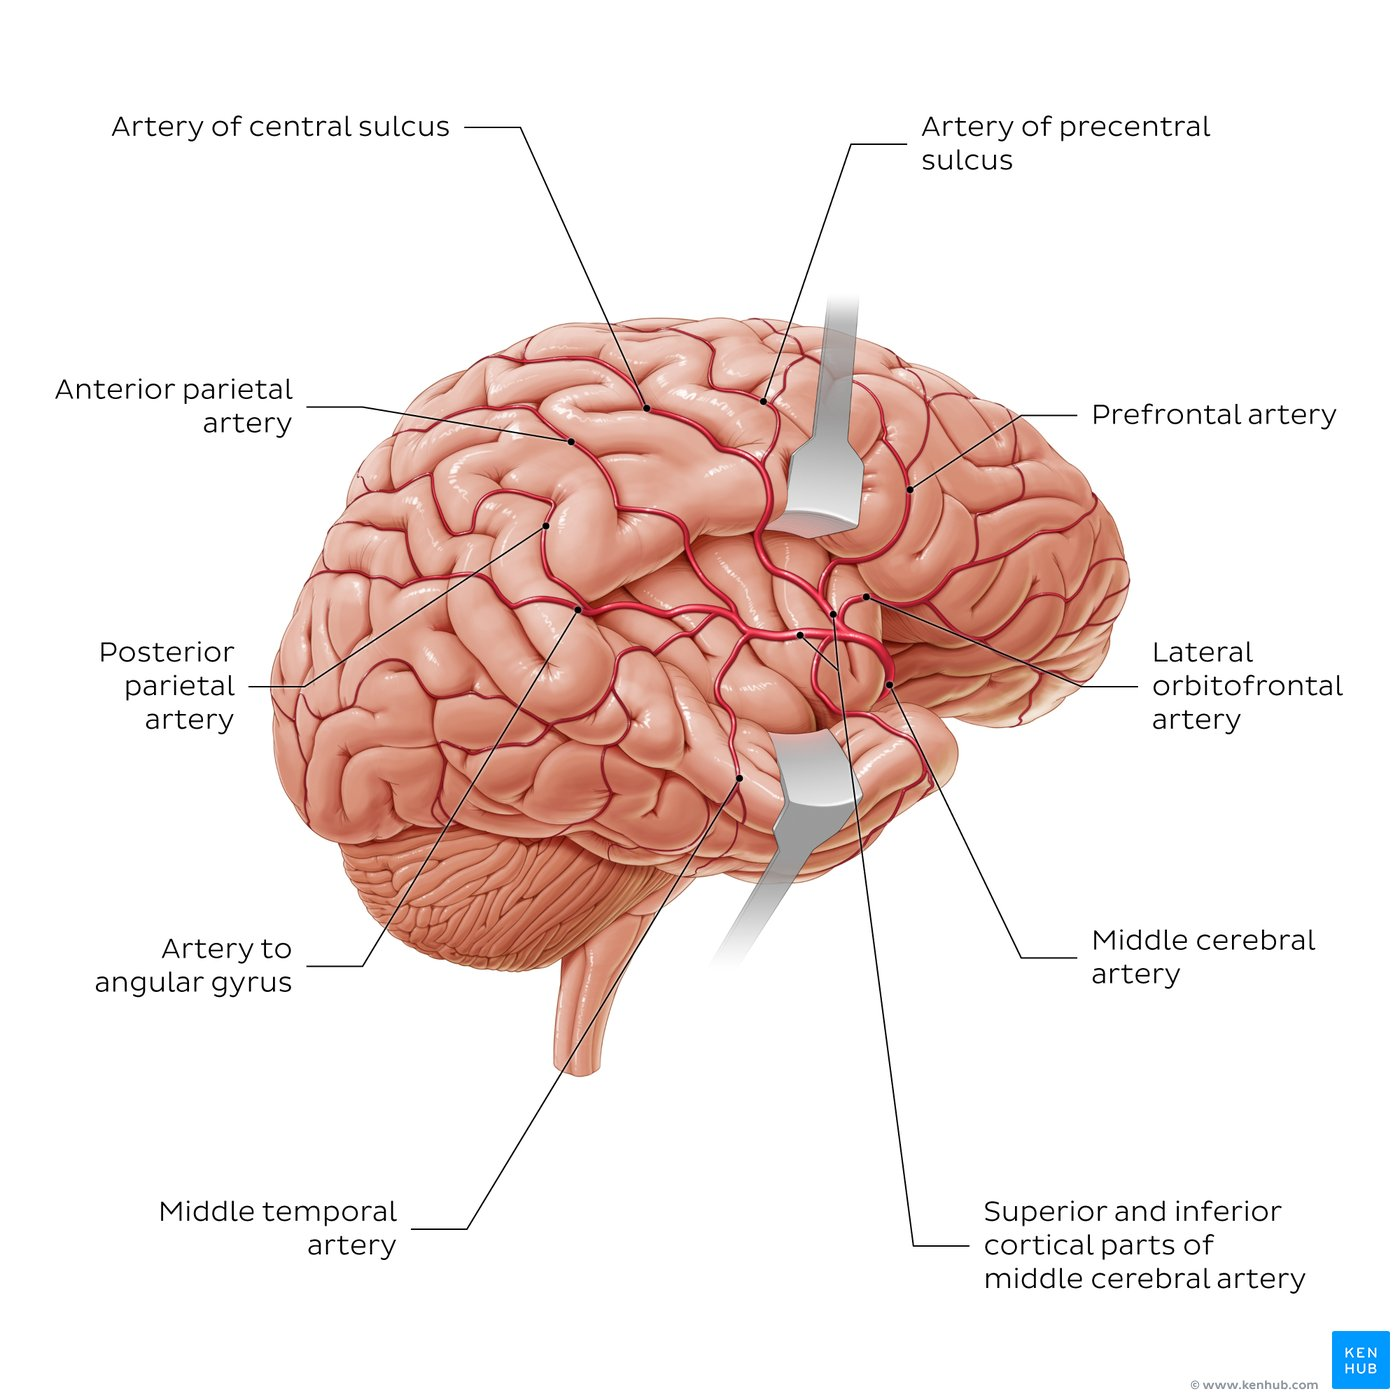 Artery of central sulcus
Artery of precentral
sulcus
Anterior parietal
artery
Prefrontal artery
Posterior
parietal
artery
Lateral
orbitofrontal
artery
Artery to
angular gyrus
Middle cerebral
artery
Middle temporal
artery
Superior and inferior
cortical parts of
middle cerebral artery
KEN
HUB
© www.kenhub.com